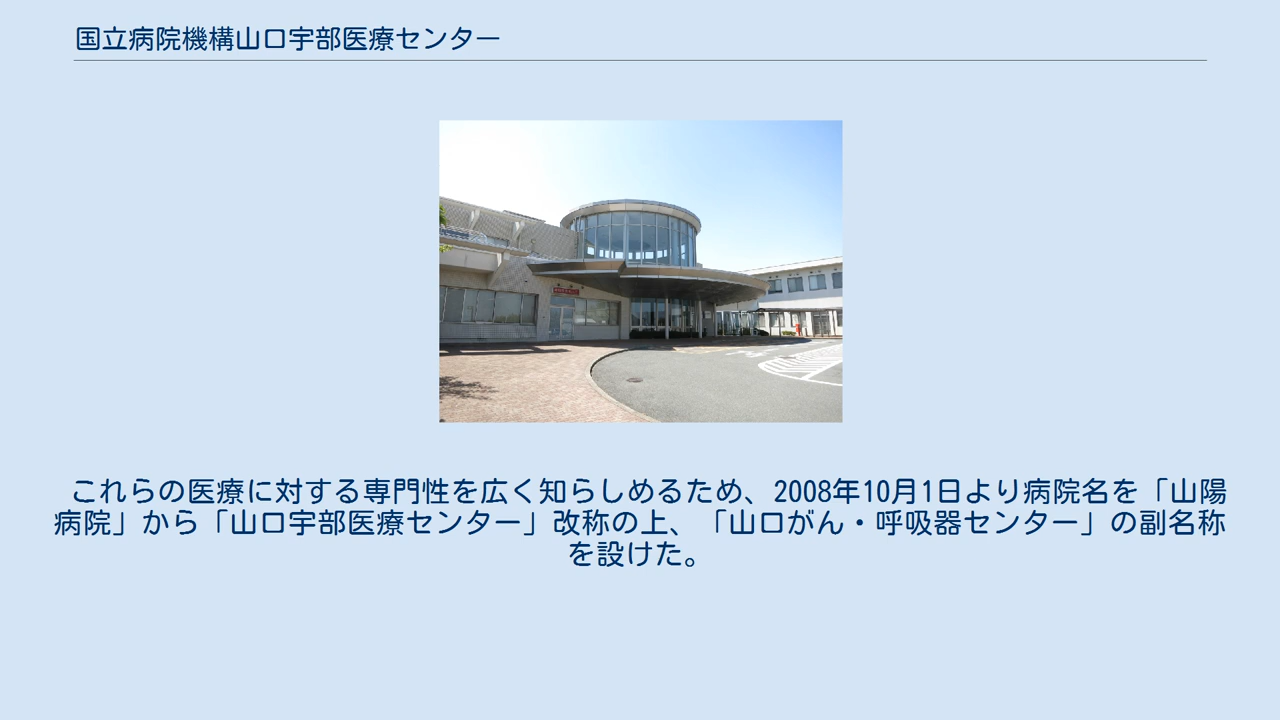 国立病院機構山口宇部医療センター
これらの医療に対する専門性を広く知らしめるため、2008年10月1日より病院名を「山陽
病院」から「山口宇部医療センター」改称の上、「山口がん・呼吸器センター」の副名称
を設けた。